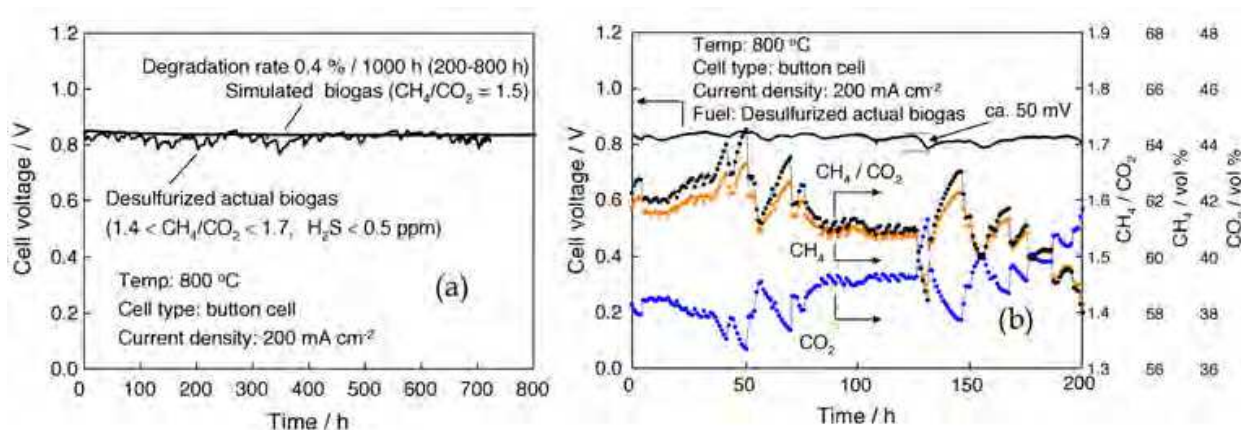 1.2
1.0
0.8
0.6
0.4
0.2
0.0
Cell voltage / V
Degradation rate 0.4 % / 1000 h (200-800 h)
Simulated biogas (CH4/CO2 = 1.5)
Desulfurized actual biogas
(1.4 < CH4/CO2 < 1.7, H2S < 0.5 ppm)
Temp: 800 °C
Cell type: button cell
Current density: 200 mA cm-2
(a)
0 100 200 300 400 500 600 700 800
Time / h
1.2
1.0
0.8
0.6
0.4
0.2
0.0
Cell voltage / V
Temp: 800 °C
Cell type: button cell
Current density: 200 mA cm-2
Fuel: Desulfurized actual biogas
ca. 50 mV
CH4 / CO2
CH4
CO2
(b)
0 50 100 150 200
Time / h
1.9 68 48
1.8 66 46
1.7 64 44
1.6 62 42
1.5 60 40
1.4 58 38
1.3 56 36
CH4 / CO2
CH4 / vol %
CO2 / vol %